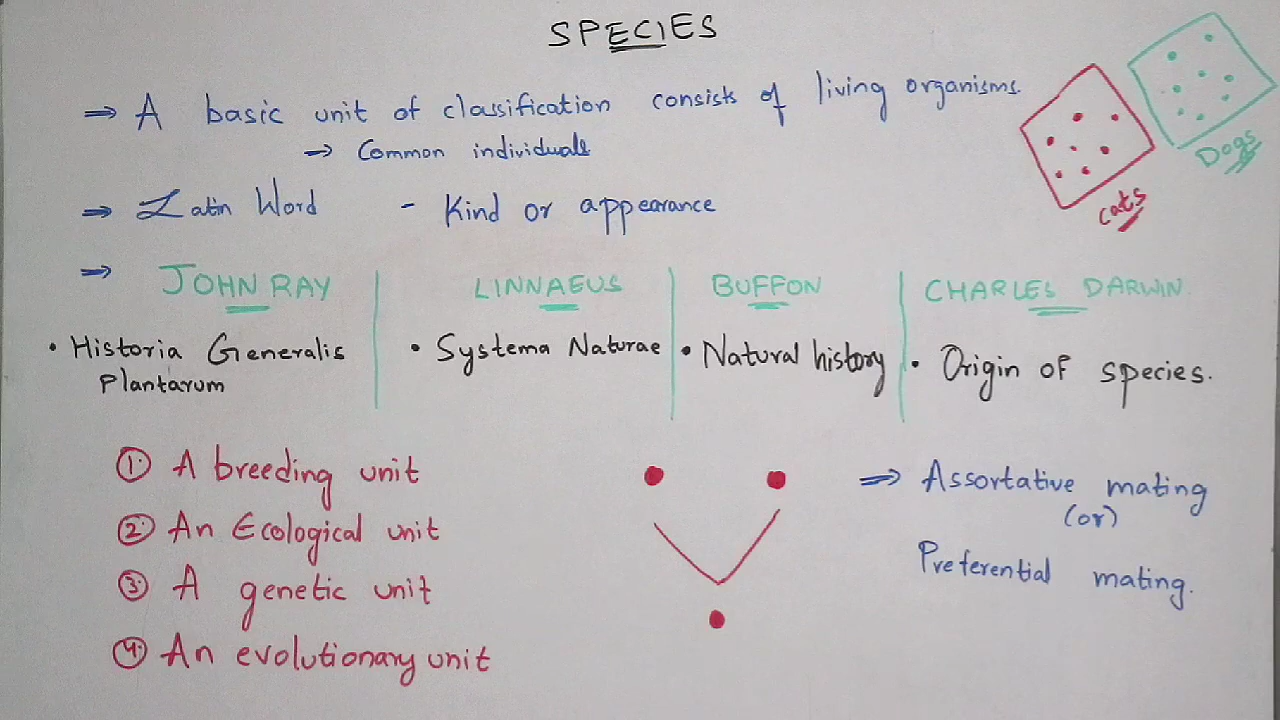 SPECIES
⇒ A basic unit of classification consists of living organisms.
→ Common individuals
Cats
Dogs
⇒ Latin Word - Kind or appearance
⇒ JOHN RAY
LINNAEUS
BUFFON
CHARLES DARWIN.
• Historia Generalis
Plantarum
• Systema Naturae
• Natural history
• Origin of species.
1. A breeding unit
2. An Ecological unit
3. A genetic unit
4. An evolutionary unit
⇒ Assortative mating
(or)
Preferential mating.